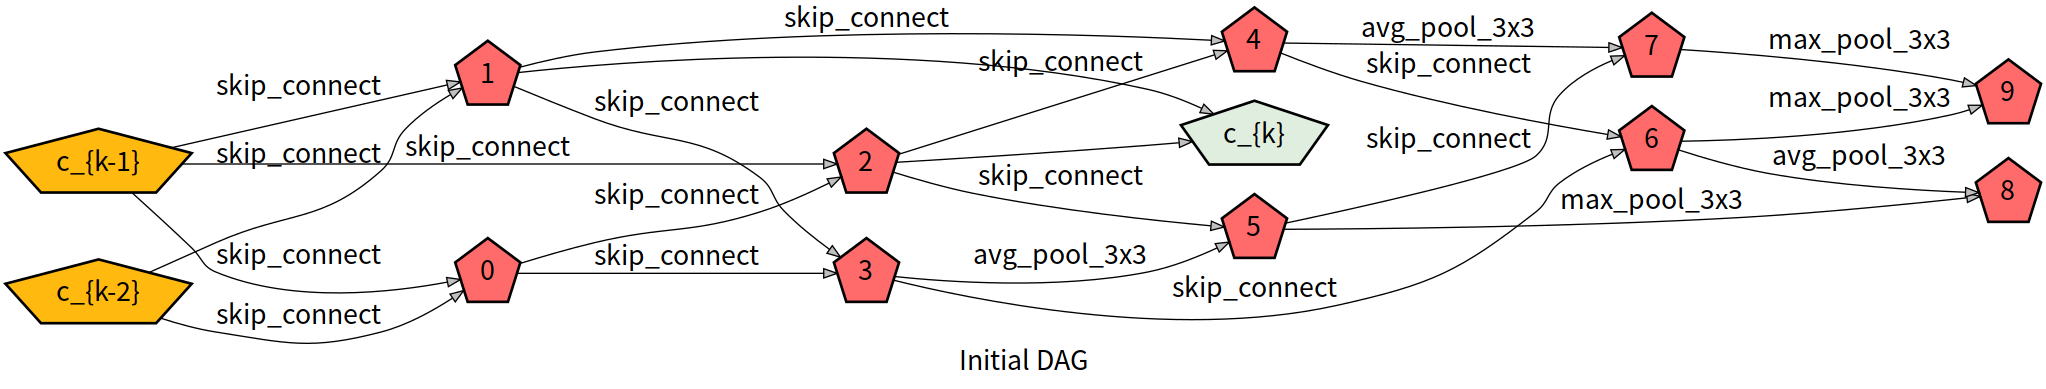 skip_connect
avg_pool_3x3
4
7
max_pool_3x3
skip_connect
skip_connect
1
skip_connect
skip_connect
9
max_pool_3x3
c_{k}
skip_connect
6
c_{k-1}
skip_connect
skip_connect
2
avg_pool_3x3
skip_connect
8
skip_connect
max_pool_3x3
5
skip_connect
skip_connect
avg_pool_3x3
0
3
c_{k-2}
skip_connect
skip_connect
Initial DAG